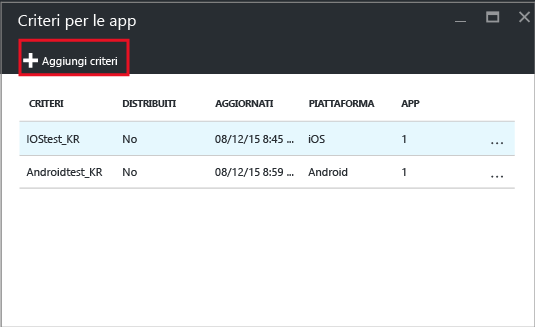 Criteri per le app
Aggiungi criteri
CRITERI DISTRIBUITI AGGIORNATI PIATTAFORMA APP
IOStest_KR No 08/12/15 8:45 ... iOS 1 ...
Androidtest_KR No 08/12/15 8:59 ... Android 1 ...